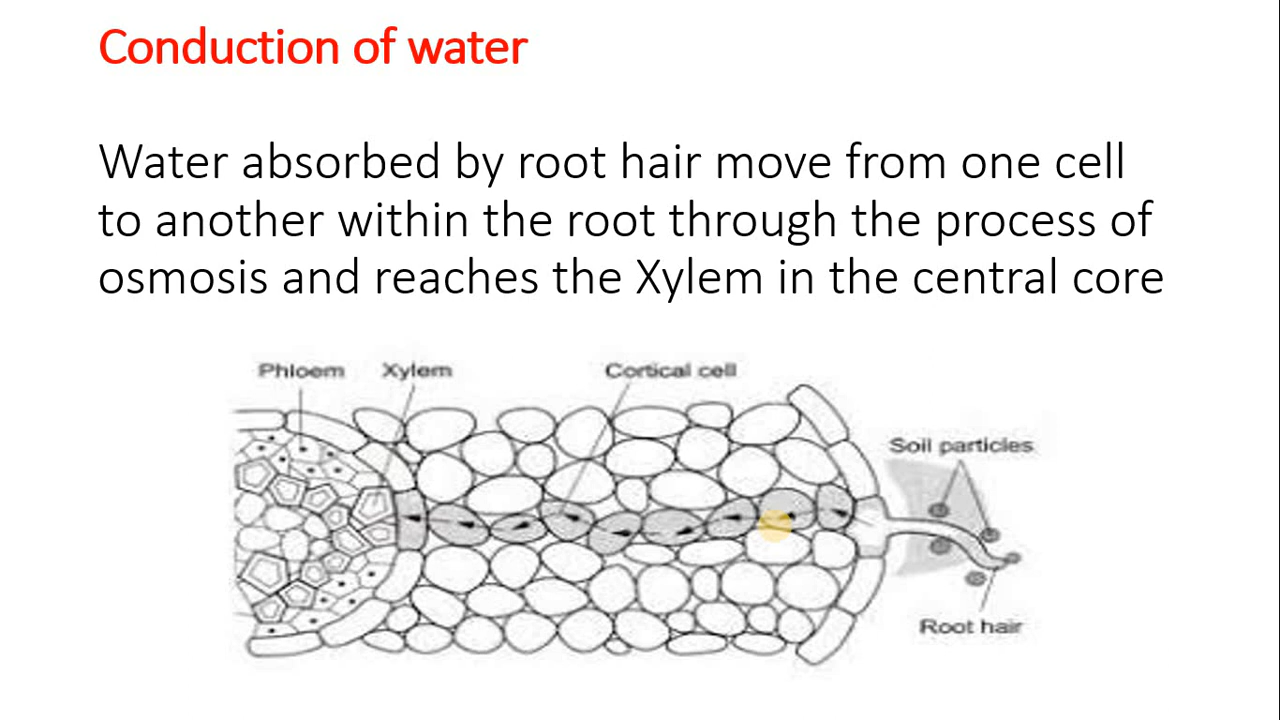 Conduction of water
Water absorbed by root hair move from one cell
to another within the root through the process of
osmosis and reaches the Xylem in the central core
Phloem
Xylem
Cortical cell
Soil particles
Root hair